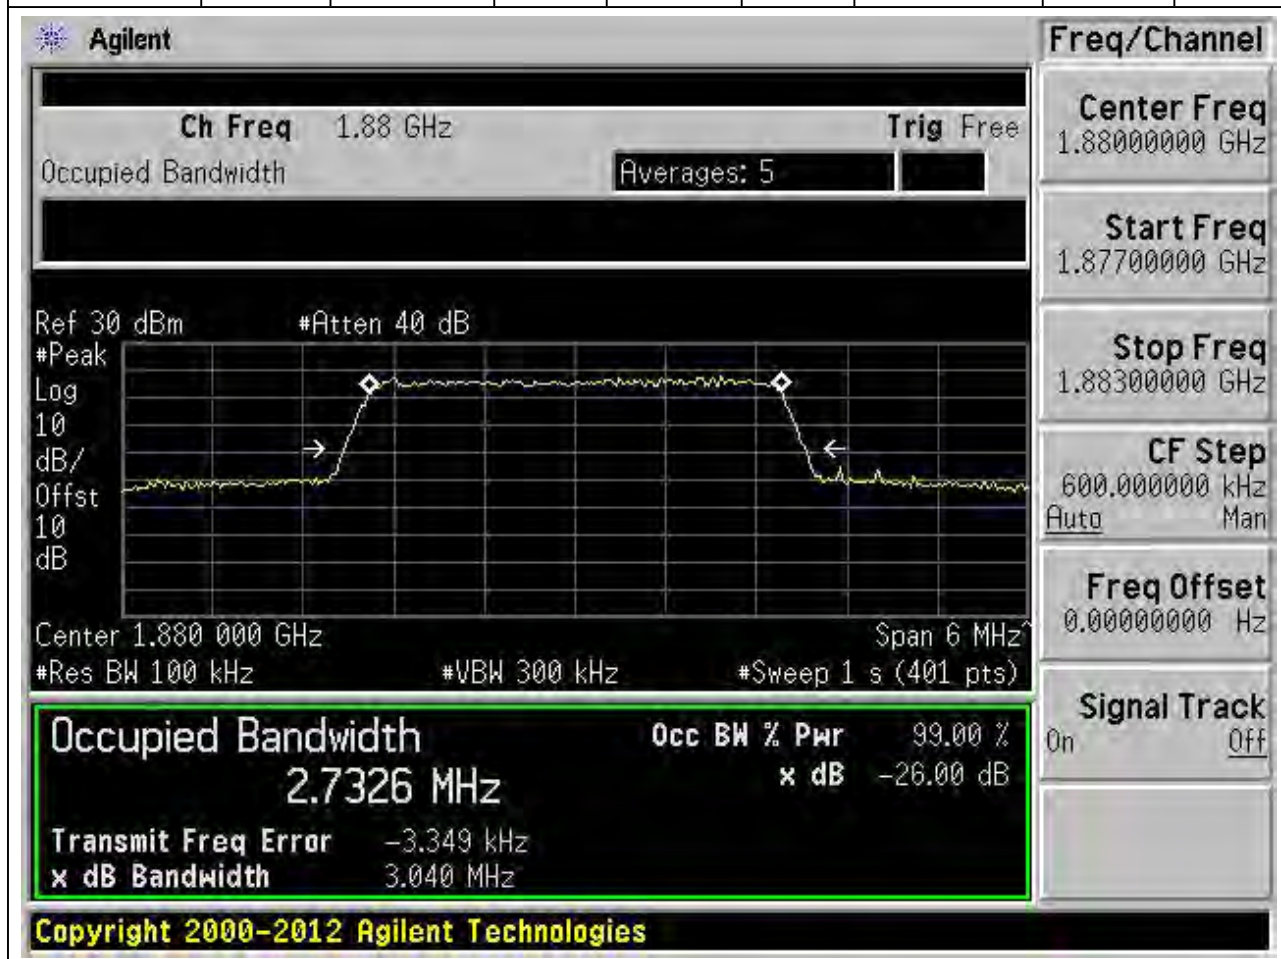 Agilent
Freq/Channel
Ch Freq 1.88 GHz Trig Free
Occupied Bandwidth Averages: 5
Center Freq
1.88000000 GHz
Start Freq
1.87700000 GHz
Stop Freq
1.88300000 GHz
CF Step
600.000000 kHz
Auto Man
Freq Offset
0.00000000 Hz
Signal Track
On Off
Ref 30 dBm #Atten 40 dB
#Peak
Log
10
dB/
Offst
10
dB
Center 1.880 000 GHz Span 6 MHz^
#Res BW 100 kHz #VBW 300 kHz #Sweep 1 s (401 pts)
Occupied Bandwidth Occ BW % Pwr 99.00 %
2.7326 MHz x dB -26.00 dB
Transmit Freq Error -3.349 kHz
x dB Bandwidth 3.040 MHz
Copyright 2000-2012 Agilent Technologies